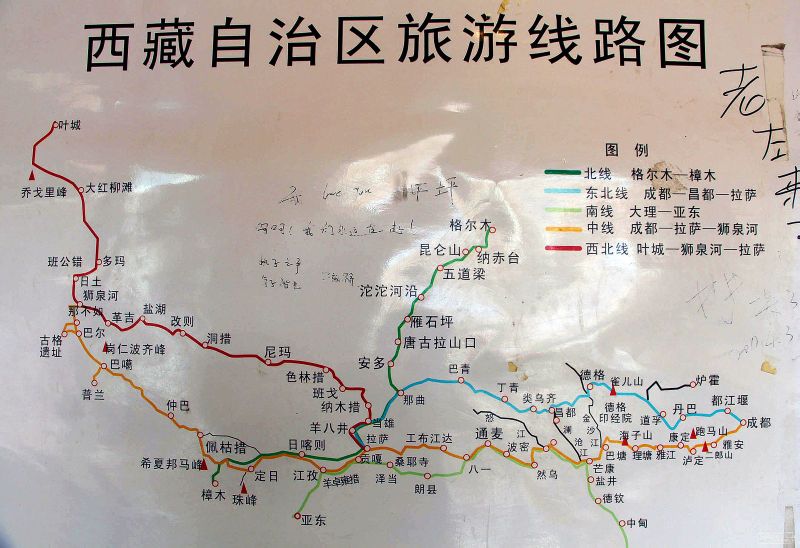 西藏自治区旅游线路图
老左
图 例
北线 格尔木—樟木
东北线 成都—昌都—拉萨
南线 大理—亚东
中线 成都—拉萨—狮泉河
西北线 叶城—狮泉河—拉萨
叶城
乔戈里峰
大红柳滩
班公错
多玛
日土
狮泉河
那不如
革吉
盐湖
改则
洞措
古格
遗址
巴尔
岗仁波齐峰
巴噶
普兰
尼玛
色林措
班戈
纳木措
仲巴
羊八井
当雄
佩枯措
希夏邦马峰
樟木
定日
珠峰
日喀则
江孜
羊卓雍措
亚东
拉萨
贡嘎
泽当
桑耶寺
朗县
工布江达
八一
通麦
波密
然乌
格尔木
昆仑山
纳赤台
五道梁
沱沱河沿
雁石坪
唐古拉山口
安多
那曲
巴青
丁青
类乌齐
昌都
德格
雀儿山
德格
印经院
炉霍
道孚
丹巴
都江堰
成都
怒
江
澜
沧
江
金
沙
江
芒康
盐井
德钦
中甸
巴塘
海子山
理塘
雅江
康定
跑马山
泸定
二郎山
雅安